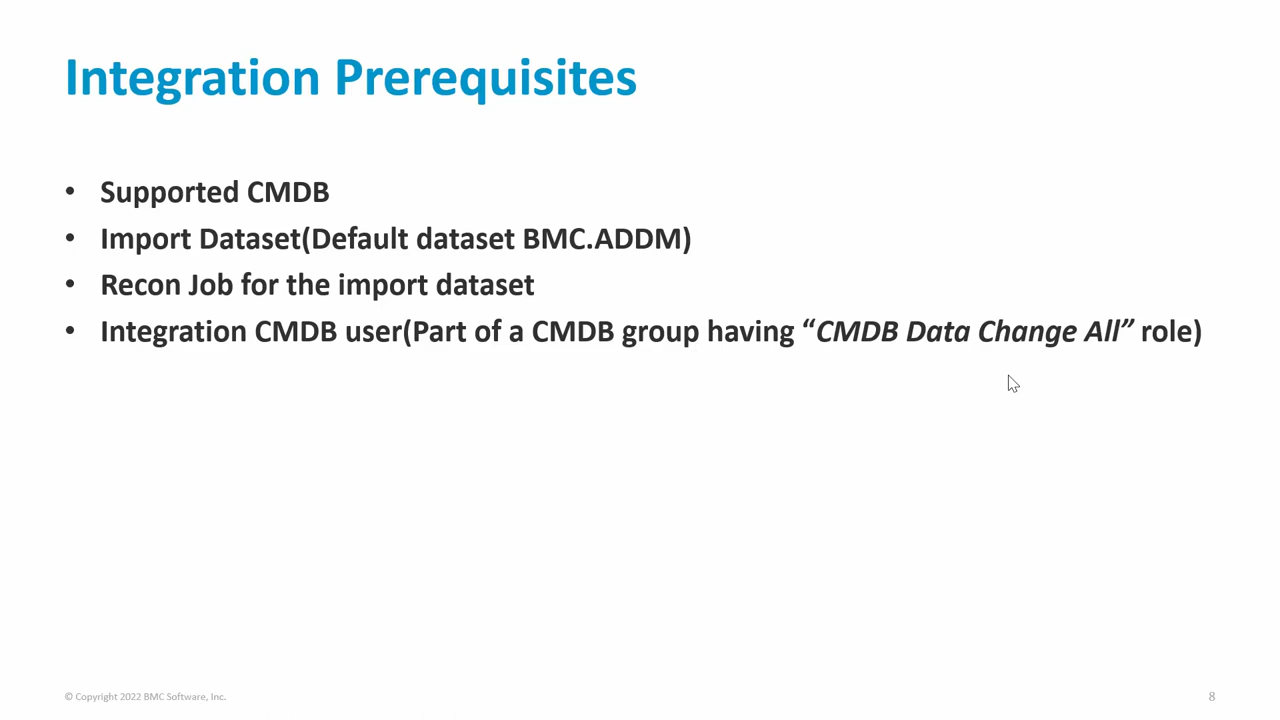 Integration Prerequisites
• Supported CMDB
• Import Dataset(Default dataset BMC.ADDM)
• Recon Job for the import dataset
• Integration CMDB user(Part of a CMDB group having “CMDB Data Change All” role)
© Copyright 2022 BMC Software, Inc.
8